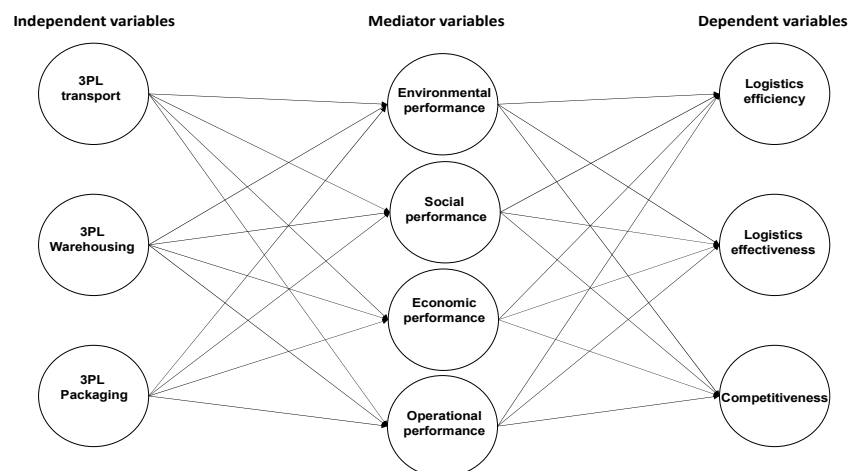 Independent variables
Mediator variables
Dependent variables
3PL
transport
3PL
Warehousing
3PL
Packaging
Environmental
performance
Social
performance
Economic
performance
Operational
performance
Logistics
efficiency
Logistics
effectiveness
Competitiveness